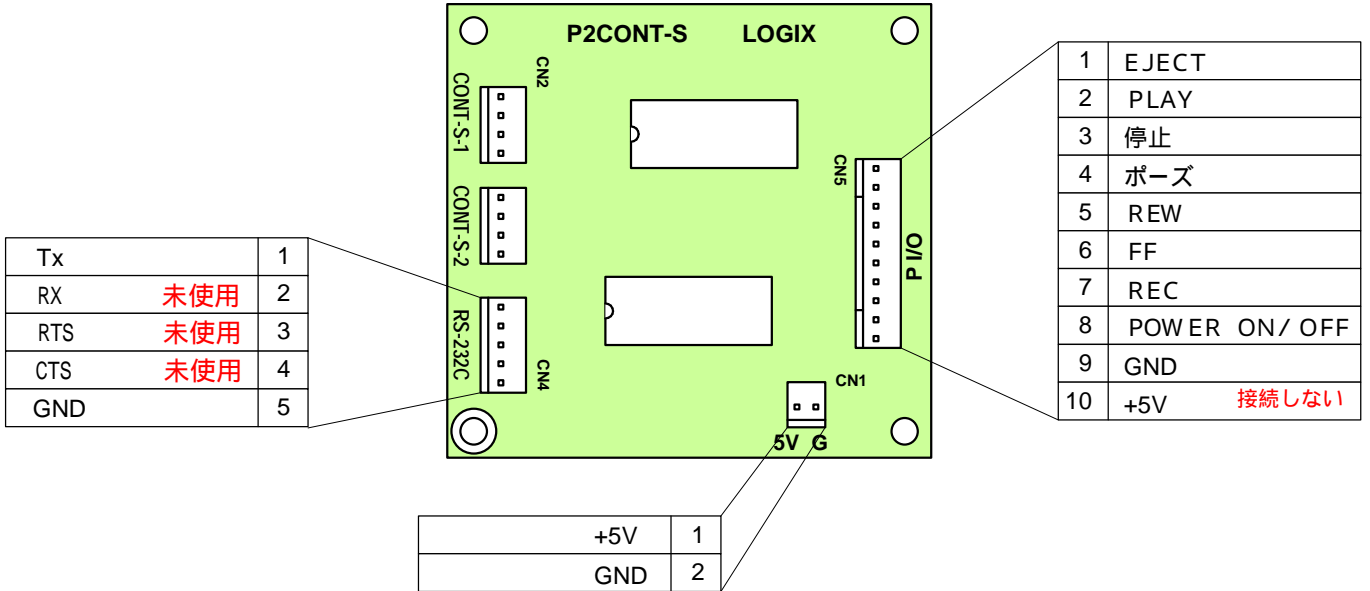 P2CONT-S LOGIX
CN2
CONT-S-1
CONT-S-2
RS-232C
CN4
CN5
P I/O
CN1
5V G
Tx 1
RX 未使用 2
RTS 未使用 3
CTS 未使用 4
GND 5
1 EJECT
2 PLAY
3 停止
4 ポーズ
5 REW
6 FF
7 REC
8 POWER ON/OFF
9 GND
10 +5V 接続しない
+5V 1
GND 2